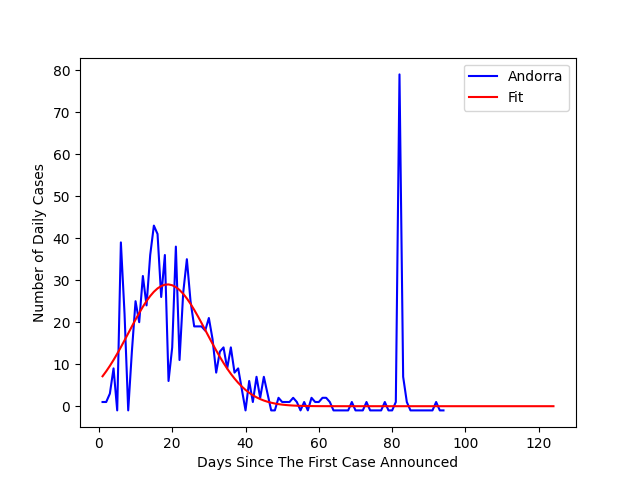 Andorra
Fit
80
70
60
50
40
30
20
10
0
Number of Daily Cases
0 20 40 60 80 100 120
Days Since The First Case Announced